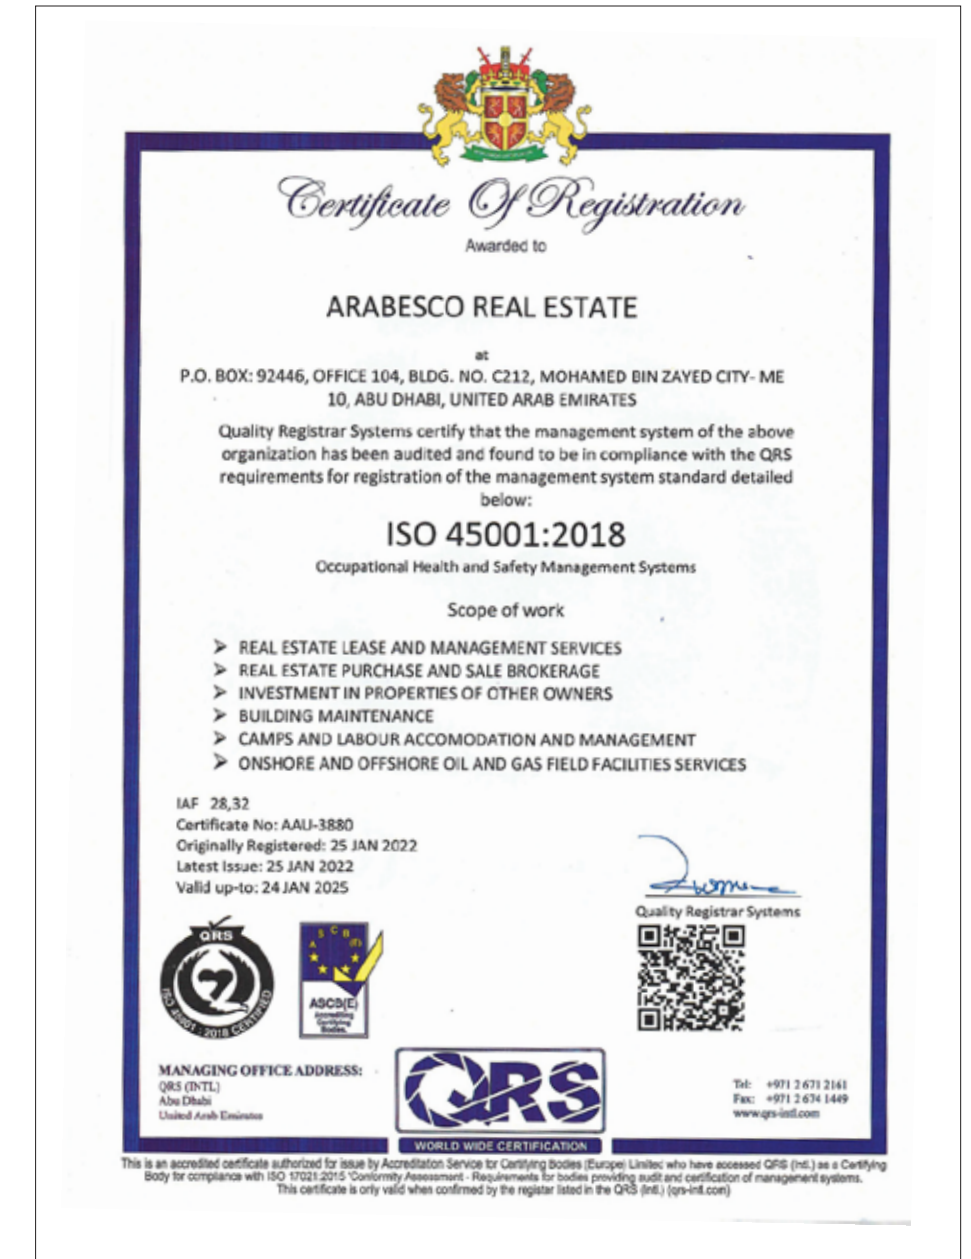 Certificate Of Registration
Awarded to
ARABESCO REAL ESTATE
at
P.O. BOX: 92446, OFFICE 104, BLDG. NO. C212, MOHAMED BIN ZAYED CITY- ME
10, ABU DHABI, UNITED ARAB EMIRATES
Quality Registrar Systems certify that the management system of the above
organization has been audited and found to be in compliance with the QRS
requirements for registration of the management system standard detailed
below:
ISO 45001:2018
Occupational Health and Safety Management Systems
Scope of work
➢ REAL ESTATE LEASE AND MANAGEMENT SERVICES
➢ REAL ESTATE PURCHASE AND SALE BROKERAGE
➢ INVESTMENT IN PROPERTIES OF OTHER OWNERS
➢ BUILDING MAINTENANCE
➢ CAMPS AND LABOUR ACCOMODATION AND MANAGEMENT
➢ ONSHORE AND OFFSHORE OIL AND GAS FIELD FACILITIES SERVICES
IAF 28,32
Certificate No: AAU-3880
Originally Registered: 25 JAN 2022
Latest Issue: 25 JAN 2022
Valid up-to: 24 JAN 2025
Quality Registrar Systems
QRS
ISO 45001 : 2018 CERTIFIED
A S C B (E)
ASCB(E)
Accrediting
Certifying
Bodies.
MANAGING OFFICE ADDRESS:
QRS (INTL)
Abu Dhabi
United Arab Emirates
QRS
WORLD WIDE CERTIFICATION
Tel: +971 2 671 2161
Fax: +971 2 674 1449
www.qrs-intl.com
This is an accredited certificate authorized for issue by Accreditation Service for Certifying Bodies (Europe) Limited who have accessed QRS (Intl.) as a Certifying
Body for compliance with ISO 17021:2015 'Conformity Assessment - Requirements for bodies providing audit and certification of management systems.
This certificate is only valid when confirmed by the register listed in the QRS (Intl.) (qrs-intl.com)